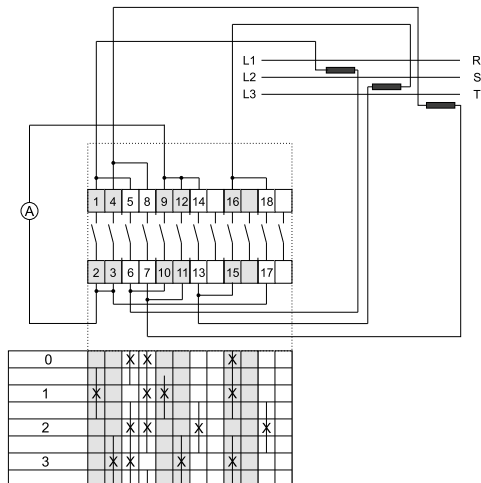 L1 R
L2 S
L3 T
1 4 5 8 9 12 14 16 18
A
2 3 6 7 10 11 13 15 17
0 X X X
1 X X X X
2 X X X X
3 X X X X